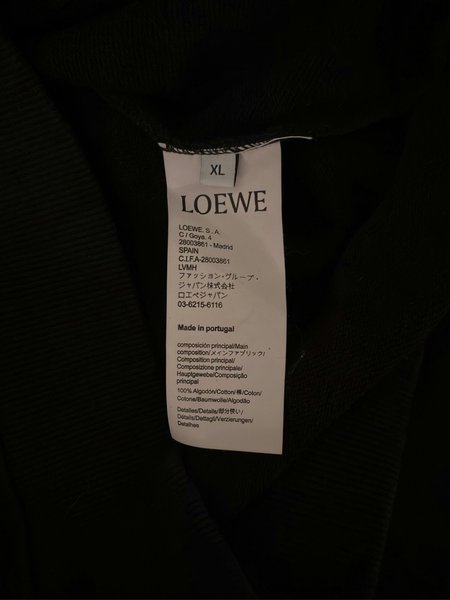 XL
LOEWE
LOEWE. S . A.
C / Goya. 4
28003861 - Madrid
SPAIN
C.I.F.A-28003861
LVMH
ファッション・グループ・
ジャパン株式会社
ロエベジャパン
03-6215-6116
Made in portugal
composición principal/Main
composition/メインファブリック/
Composition principale/
Composizione principale/
Hauptgewebe/Composição
principal
100% Algodón/Cotton/棉/Coton/
Cotone/Baumwolle/Algodão
Detalles/Details/部分使い/
Détails/Dettagli/Verzierungen/
Detalhes